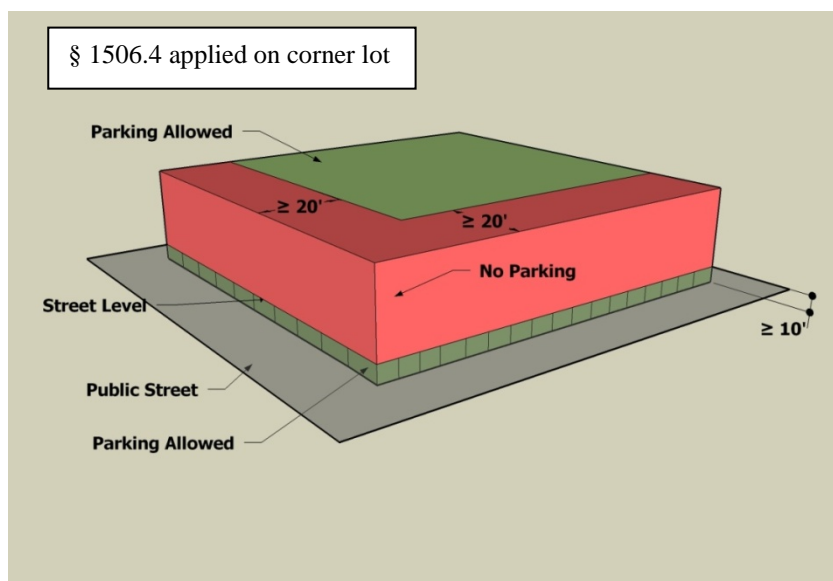 § 1506.4 applied on corner lot
Parking Allowed
≥ 20'
≥ 20'
No Parking
Street Level
≥ 10'
Public Street
Parking Allowed